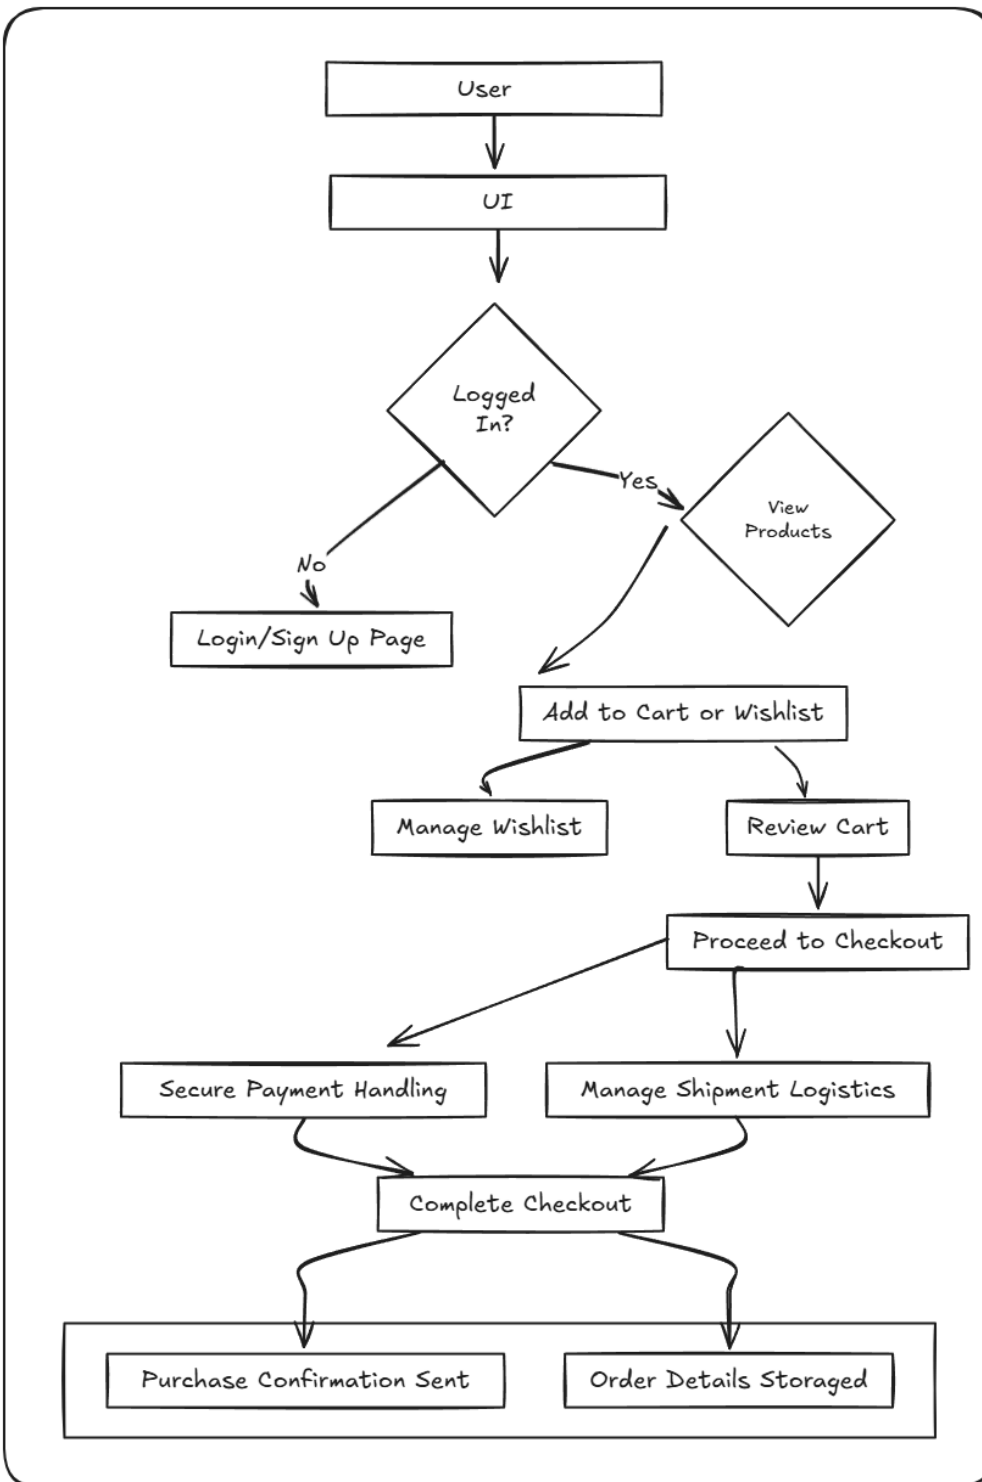 User
UI
Logged
In?
Yes
View
Products
No
Login/Sign Up Page
Add to Cart or Wishlist
Manage Wishlist
Review Cart
Proceed to Checkout
Secure Payment Handling
Manage Shipment Logistics
Complete Checkout
Purchase Confirmation Sent
Order Details Storaged